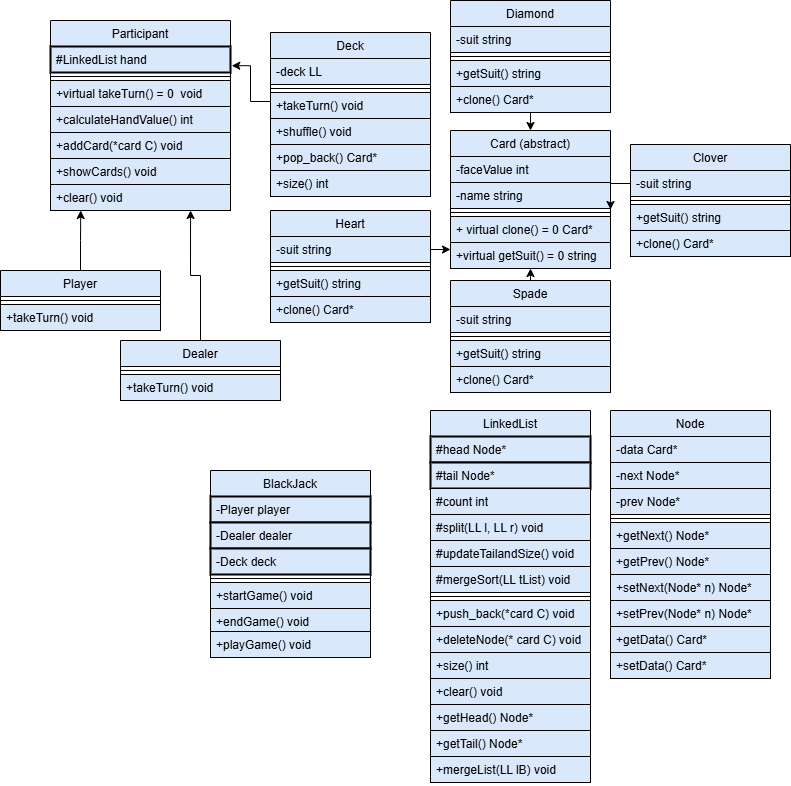 Participant
#LinkedList hand
+virtual takeTurn() = 0 void
+calculateHandValue() int
+addCard(*card C) void
+showCards() void
+clear() void
Deck
-deck LL
+takeTurn() void
+shuffle() void
+pop_back() Card*
+size() int
Diamond
-suit string
+getSuit() string
+clone() Card*
Card (abstract)
-faceValue int
-name string
+ virtual clone() = 0 Card*
+virtual getSuit() = 0 string
Clover
-suit string
+getSuit() string
+clone() Card*
Heart
-suit string
+getSuit() string
+clone() Card*
Player
+takeTurn() void
Dealer
+takeTurn() void
Spade
-suit string
+getSuit() string
+clone() Card*
BlackJack
-Player player
-Dealer dealer
-Deck deck
+startGame() void
+endGame() void
+playGame() void
LinkedList
#head Node*
#tail Node*
#count int
#split(LL l, LL r) void
#updateTailandSize() void
#mergeSort(LL tList) void
+push_back(*card C) void
+deleteNode(* card C) void
+size() int
+clear() void
+getHead() Node*
+getTail() Node*
+mergeList(LL lB) void
Node
-data Card*
-next Node*
-prev Node*
+getNext() Node*
+getPrev() Node*
+setNext(Node* n) Node*
+setPrev(Node* n) Node*
+getData() Card*
+setData() Card*